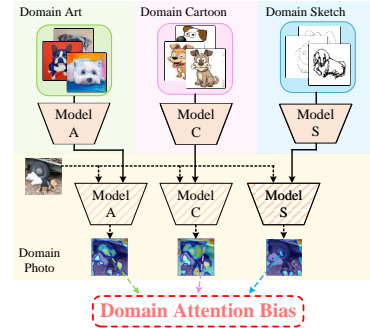 Domain Art
Domain Cartoon
Domain Sketch
Model
A
Model
C
Model
S
Model
A
Model
C
Model
S
Domain
Photo
Domain Attention Bias